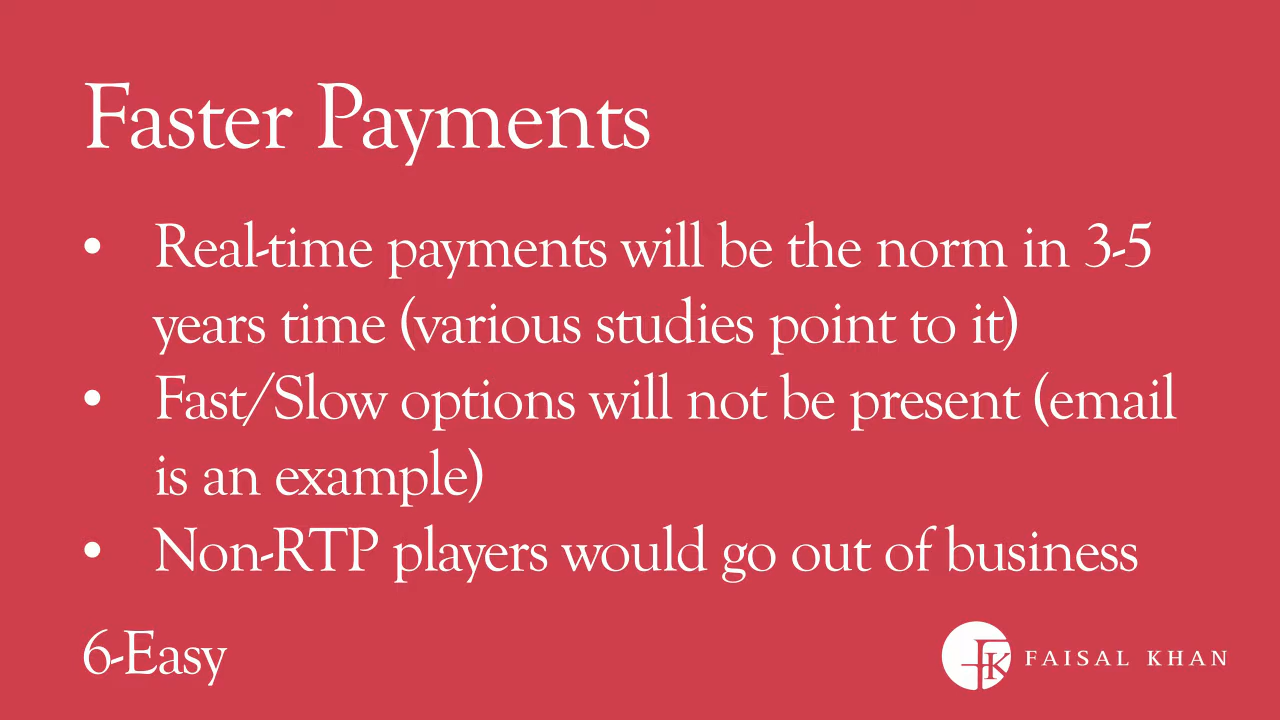 Faster Payments
• Real-time payments will be the norm in 3-5
years time (various studies point to it)
• Fast/Slow options will not be present (email
is an example)
• Non-RTP players would go out of business
6-Easy
FK FAISAL KHAN